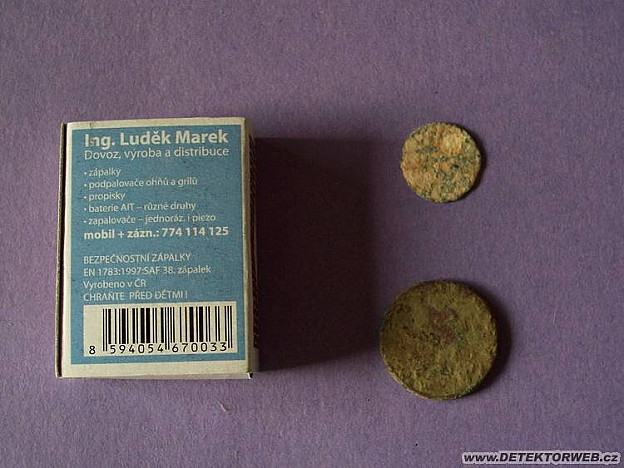 Ing. Luděk Marek
Dovoz, výroba a distribuce
• zápalky
• podpalovače ohňů a grilů
• propisky
• baterie AIT – různé druhy
• zapalovače – jednoráz. i piezo
mobil + zázn.: 774 114 125
BEZPEČNOSTNÍ ZÁPALKY
EN 1783:1997:SAF 38. zápalek
Vyrobeno v ČR
CHRAŇTE PŘED DĚTMI !
8 594054 670033
www.DETEKTORWEB.cz